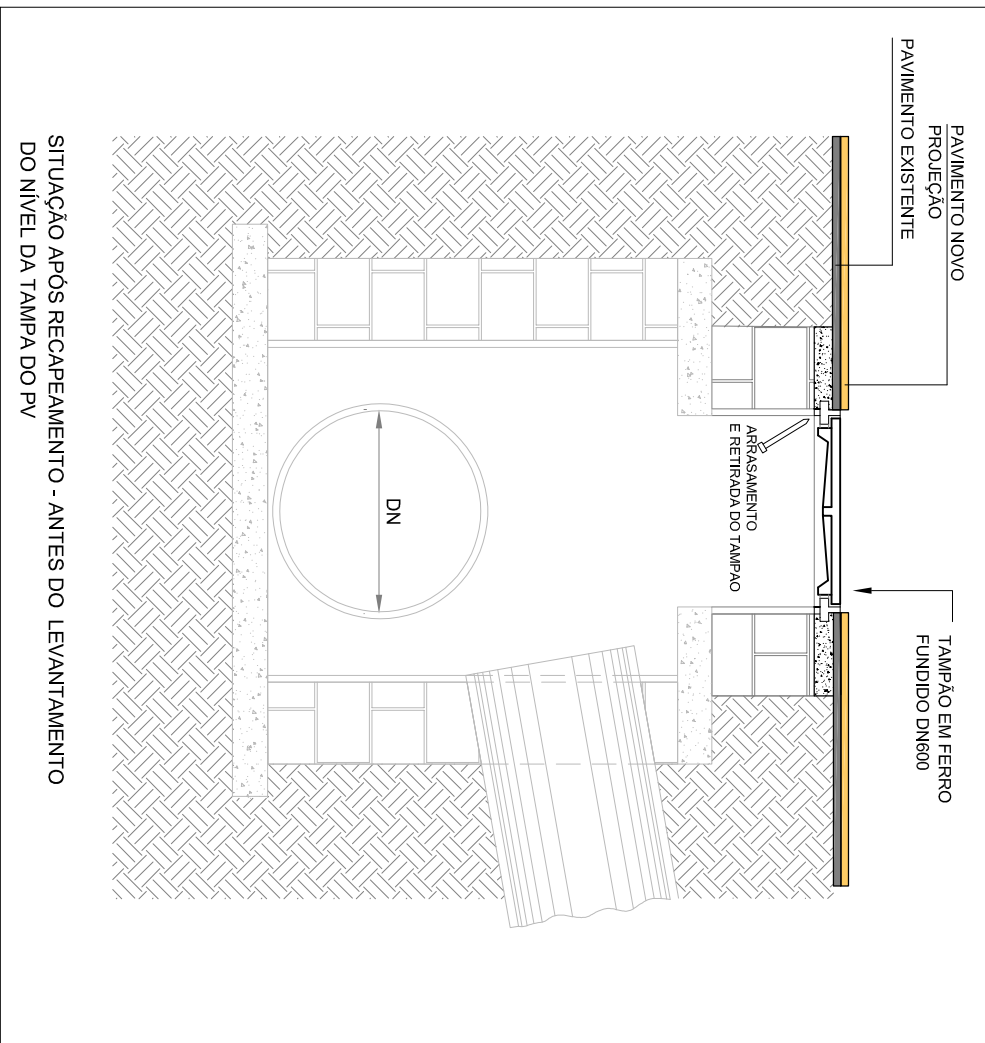 PAVIMENTO NOVO
PROJEÇÃO
PAVIMENTO EXISTENTE
TAMPÃO EM FERRO
FUNDIDO DN600
ARRASAMENTO
E RETIRADA DO TAMPAO
DN
SITUAÇÃO APÓS RECAPEAMENTO - ANTES DO LEVANTAMENTO
DO NÍVEL DA TAMPA DO PV